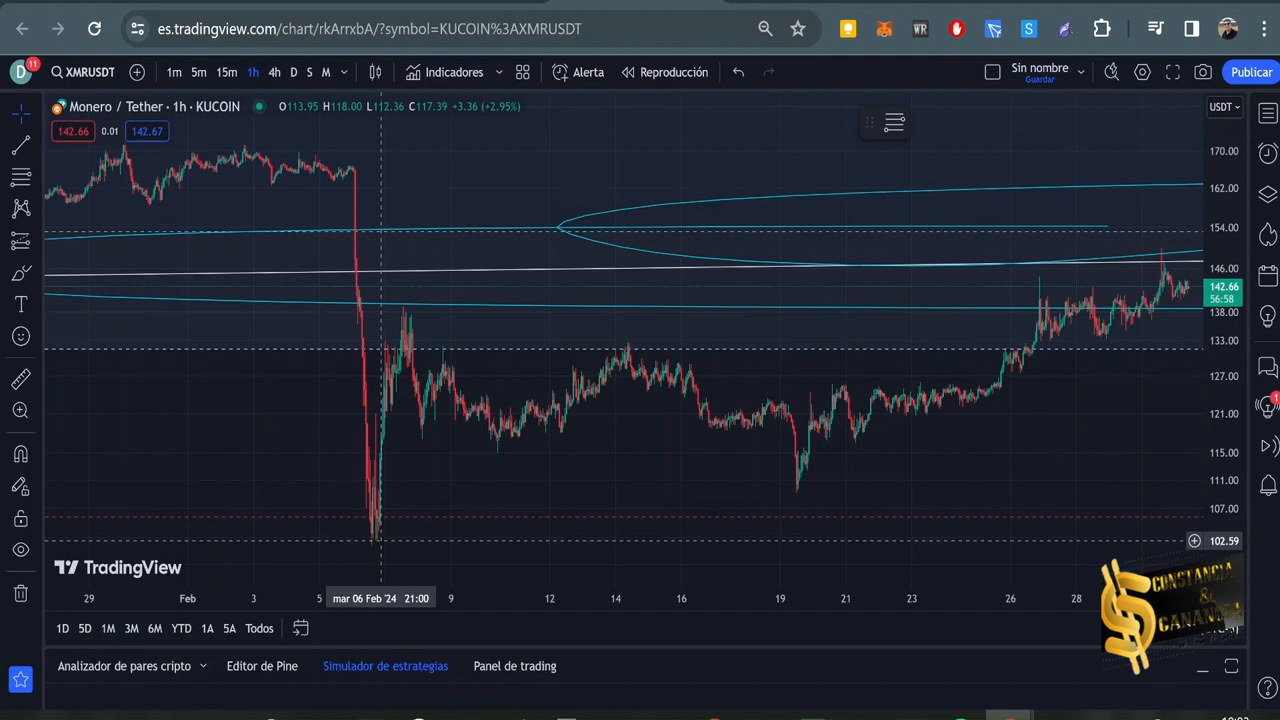 es.tradingview.com/chart/rkArrxbA/?symbol=KUCOIN%3AXMRUSDT
WR
S
D
11
XMRUSDT
1m 5m 15m 1h 4h D S M
Indicadores
Alerta
Reproducción
Sin nombre
Guardar
Publicar
Monero / Tether · 1h · KUCOIN
O113.95 H118.00 L112.36 C117.39 +3.36 (+2.95%)
USDT
142.66
0.01
142.67
170.00
162.00
154.00
146.00
142.66
56:58
138.00
133.00
127.00
121.00
115.00
111.00
107.00
102.59
1
TradingView
29 Feb 3 5 mar 06 Feb '24 21:00 9 12 14 16 19 21 23 26 28
CONSTANCIA
&
GANANCIA
1D 5D 1M 3M 6M YTD 1A 5A Todos
Analizador de pares cripto Editor de Pine Simulador de estrategias Panel de trading